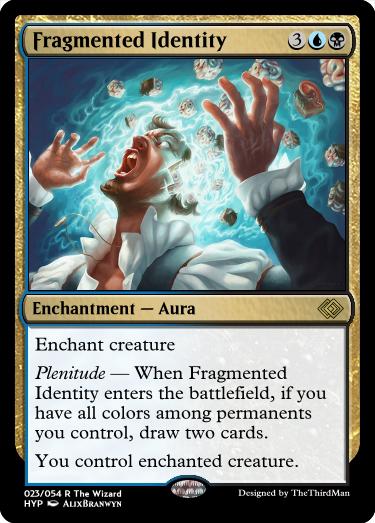 Fragmented Identity 3
Enchantment — Aura
Enchant creature
Plenitude — When Fragmented
Identity enters the battlefield, if you
have all colors among permanents
you control, draw two cards.
You control enchanted creature.
023/054 R The Wizard
HYP AlixBranwyn
Designed by TheThirdMan